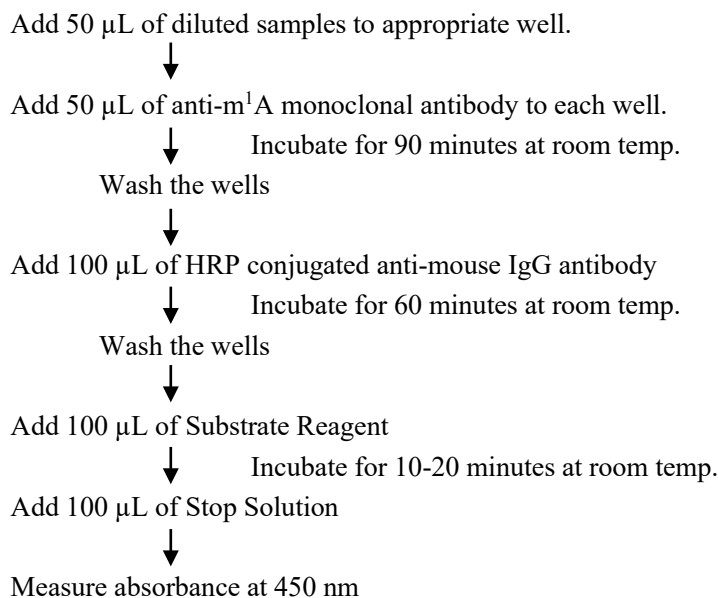 Add 50 µL of diluted samples to appropriate well.
Add 50 µL of anti-m¹A monoclonal antibody to each well.
Incubate for 90 minutes at room temp.
Wash the wells
Add 100 µL of HRP conjugated anti-mouse IgG antibody
Incubate for 60 minutes at room temp.
Wash the wells
Add 100 µL of Substrate Reagent
Incubate for 10-20 minutes at room temp.
Add 100 µL of Stop Solution
Measure absorbance at 450 nm